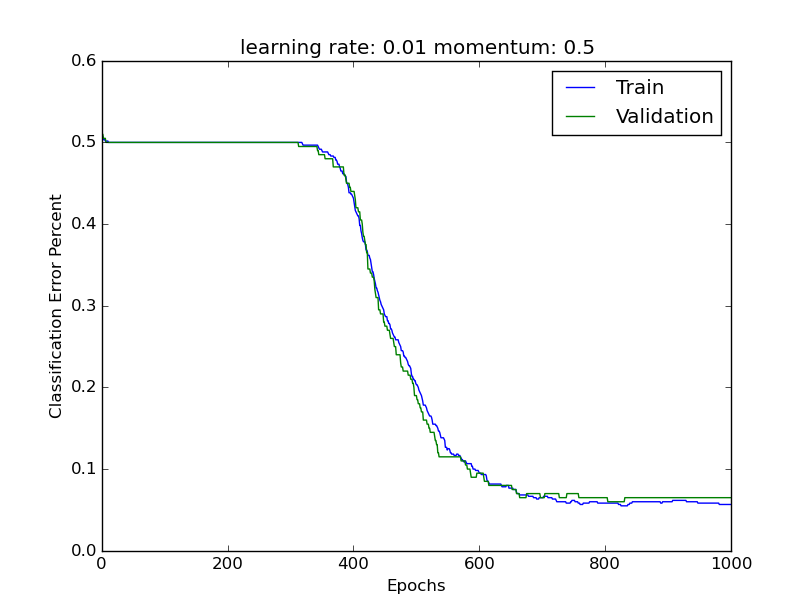 learning rate: 0.01 momentum: 0.5
Train
Validation
0.6
0.5
0.4
0.3
0.2
0.1
0.0
Classification Error Percent
0 200 400 600 800 1000
Epochs